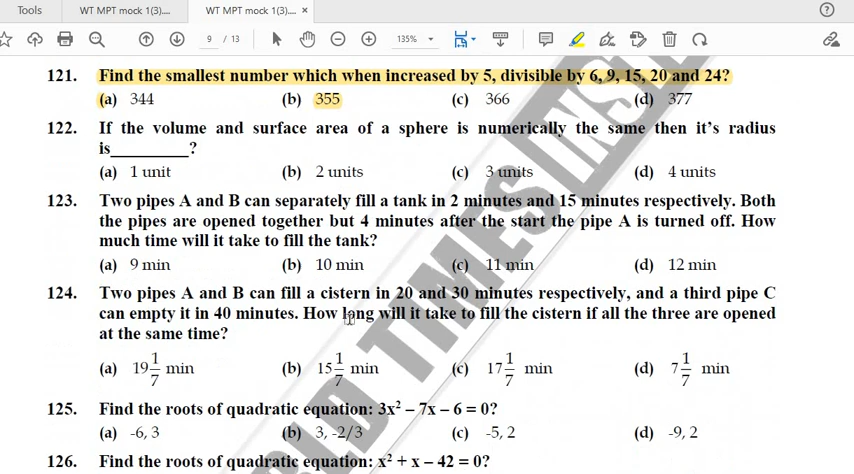 Tools WT MPT mock 1(3).... WT MPT mock 1(3).... ×
9 / 13 135%
121. Find the smallest number which when increased by 5, divisible by 6, 9, 15, 20 and 24?
(a) 344 (b) 355 (c) 366 (d) 377
122. If the volume and surface area of a sphere is numerically the same then it's radius
is_________?
(a) 1 unit (b) 2 units (c) 3 units (d) 4 units
123. Two pipes A and B can separately fill a tank in 2 minutes and 15 minutes respectively. Both
the pipes are opened together but 4 minutes after the start the pipe A is turned off. How
much time will it take to fill the tank?
(a) 9 min (b) 10 min (c) 11 min (d) 12 min
124. Two pipes A and B can fill a cistern in 20 and 30 minutes respectively, and a third pipe C
can empty it in 40 minutes. How lang will it take to fill the cistern if all the three are opened
at the same time?
(a) 19 1/7 min (b) 15 1/7 min (c) 17 1/7 min (d) 7 1/7 min
125. Find the roots of quadratic equation: 3x² – 7x – 6 = 0?
(a) -6, 3 (b) 3, -2/3 (c) -5, 2 (d) -9, 2
126. Find the roots of quadratic equation: x² + x – 42 = 0?